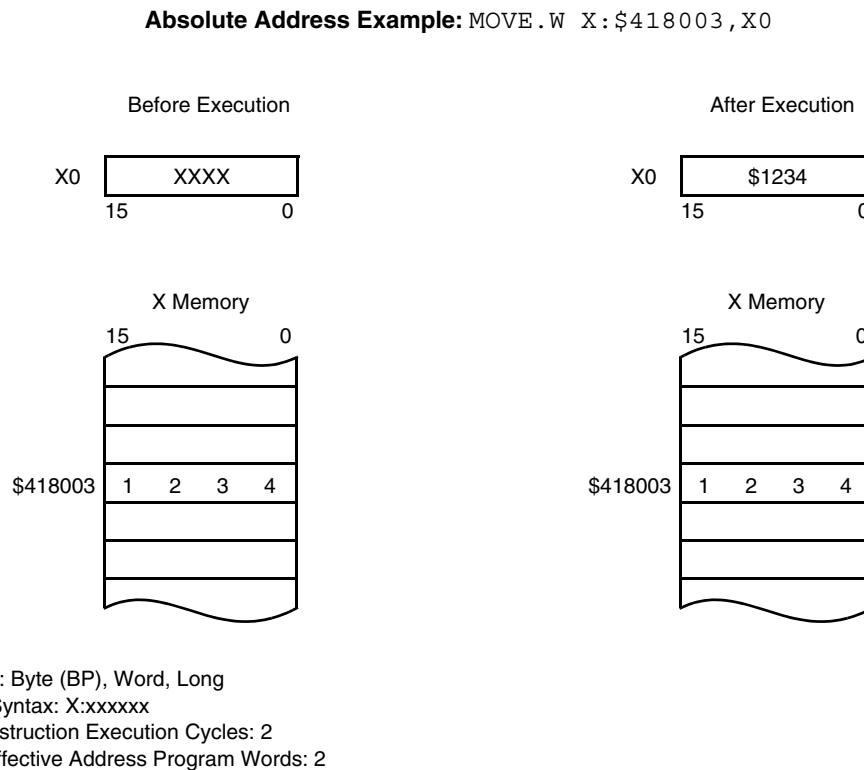 Absolute Address Example: MOVE.W X:$418003,X0
Before Execution
After Execution
X0 XXXX
X0 $1234
15 0
15 0
X Memory
X Memory
15 0
15 0
$418003 1 2 3 4
$418003 1 2 3 4
: Byte (BP), Word, Long
Syntax: X:xxxxxx
struction Execution Cycles: 2
ffective Address Program Words: 2